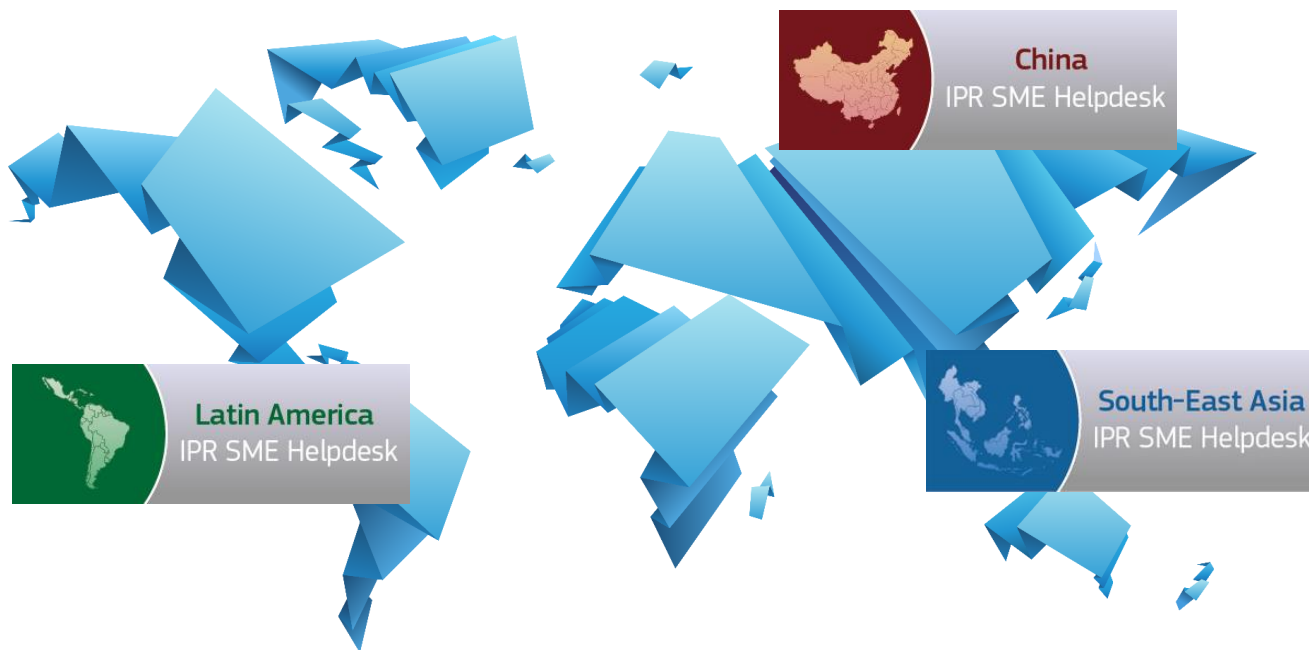 China
IPR SME Helpdesk
Latin America
IPR SME Helpdesk
South-East Asia
IPR SME Helpdesk